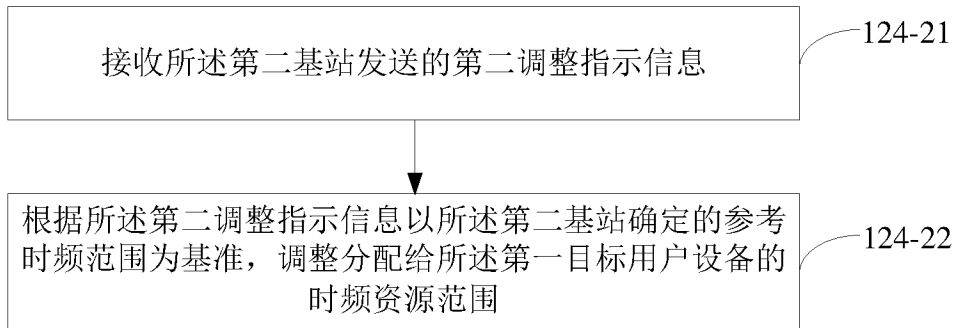 接收所述第二基站发送的第二调整指示信息
124-21
根据所述第二调整指示信息以所述第二基站确定的参考
时频范围为基准，调整分配给所述第一目标用户设备的
时频资源范围
124-22